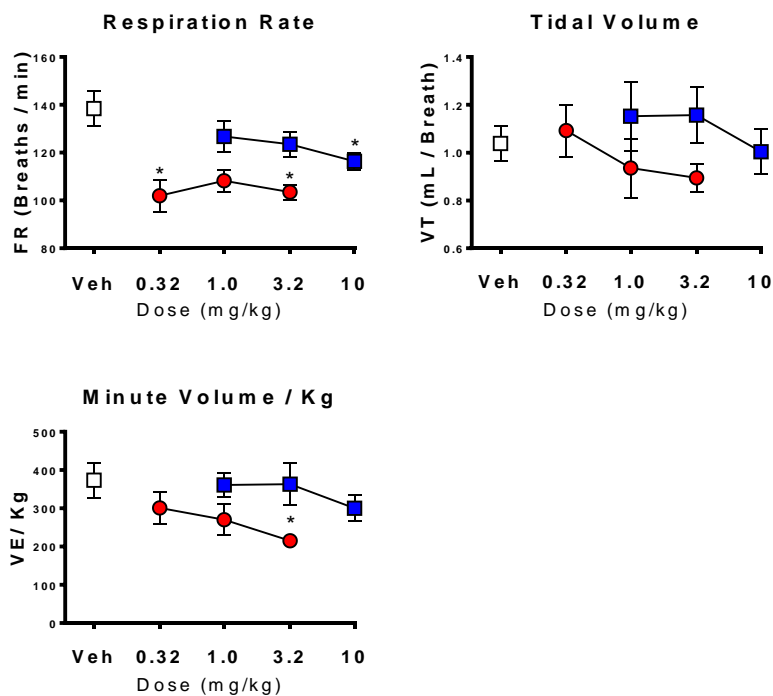 Respiration Rate
FR (Breaths / min)
160
140
120
100
80
*
*
*
Veh 0.32 1.0 3.2 10
Dose (mg/kg)
Tidal Volume
VT (mL / Breath)
1.4
1.2
1.0
0.8
0.6
Veh 0.32 1.0 3.2 10
Dose (mg/kg)
Minute Volume / Kg
VE/ Kg
500
400
300
200
100
0
*
Veh 0.32 1.0 3.2 10
Dose (mg/kg)